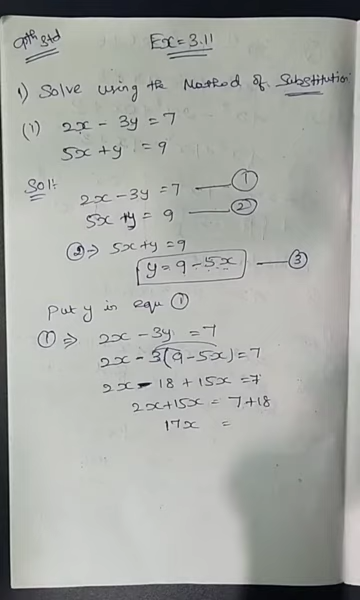 9th Std
Ex=3.11
1) Solve using the Method of Substitution
(1) 2x - 3y = 7
5x + y = 9
Sol:
2x - 3y = 7 —— ①
5x + y = 9 —— ②
② => 5x + y = 9
y = 9 - 5x —— ③
Put y in equ ①
① => 2x - 3y = 7
2x - 3(9 - 5x) = 7
2x - 18 + 15x = 7
2x + 15x = 7 + 18
17x =